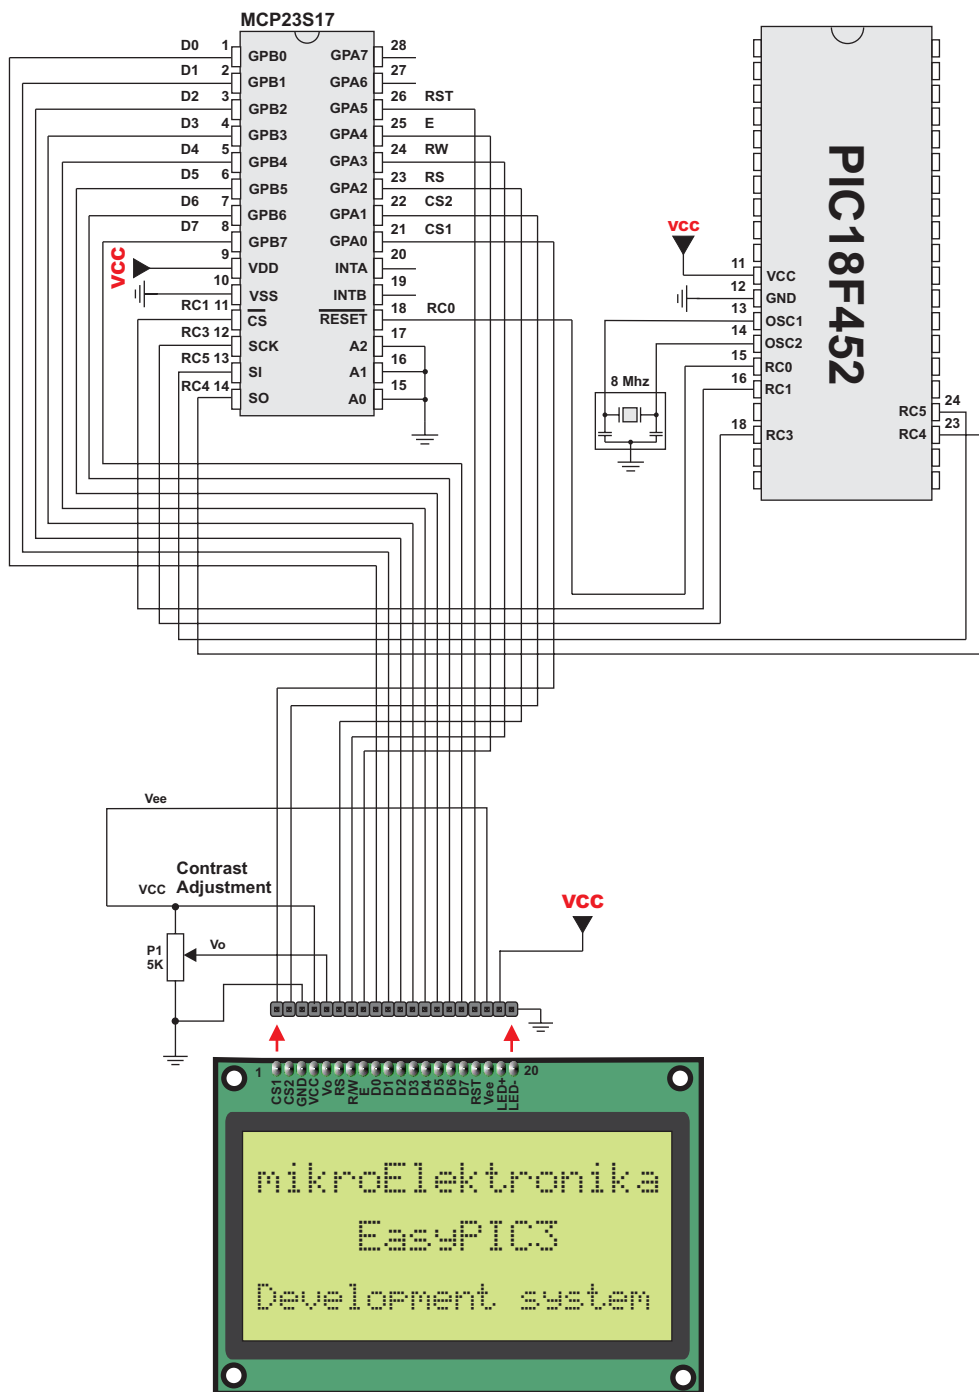 MCP23S17
D0 1 GPB0 GPA7 28
D1 2 GPB1 GPA6 27
D2 3 GPB2 GPA5 26 RST
D3 4 GPB3 GPA4 25 E
D4 5 GPB4 GPA3 24 RW
D5 6 GPB5 GPA2 23 RS
D6 7 GPB6 GPA1 22 CS2
D7 8 GPB7 GPA0 21 CS1
VCC 9 VDD INTA 20
10 VSS INTB 19
RC1 11 CS RESET 18 RC0
RC3 12 SCK A2 17
RC5 13 SI A1 16
RC4 14 SO A0 15
PIC18F452
VCC
11 VCC
12 GND
13 OSC1
14 OSC2
15 RC0
16 RC1
18 RC3
RC5 24
RC4 23
8 Mhz
Vee
Contrast
Adjustment
VCC
P1
5K
Vo
VCC
1 20
CS1
CS2
GND
VCC
Vo
RS
R/W
E
D0
D1
D2
D3
D4
D5
D6
D7
RST
Vee
LED+
LED-
mikroElektronika
EasyPIC3
Development system